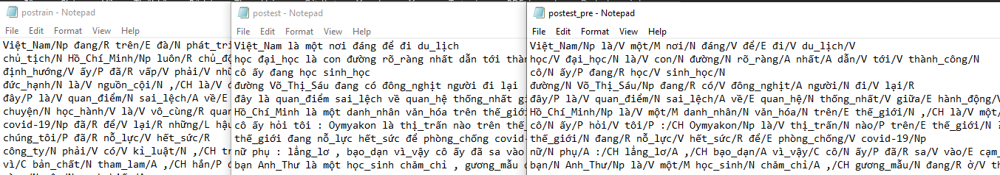 postrain - Notepad
File Edit Format View Help
Việt_Nam/Np đang/R trên/E đà/N phát_tri
chủ_tịch/N Hồ_Chí_Minh/Np luôn/R chủ_độ
định_hướng/V ấy/P đã/R vấp/V phải/V nhữ
đức_hạnh/N là/V nguồn_cội/N ,/CH là/V đ
đây/P là/V quan_điểm/N sai_lệch/A về/E
chuyện/N học_hành/V là/V vô_cùng/R quan
covid-19/Np đã/R để/V lại/R những/L hậu
chúng_tôi/P đã/R nỗ_lực/V hết_sức/R
công_ty/N phải/V có/V kỉ_luật/N ,/CH tr
vì/C bản_chất/N tham_lam/A ,/CH hắn/P đ
postest - Notepad
File Edit Format View Help
Việt_Nam là một nơi đáng để đi du_lịch
học đại_học là con đường rõ_ràng nhất dẫn tới thàn
cô ấy đang học sinh_học
đường Võ_Thị_Sáu đang có đông_nghịt người đi lại
đây là quan_điểm sai_lệch về quan_hệ thống_nhất gi
Hồ_Chí_Minh là một danh_nhân văn_hóa trên thế_giới
cô ấy hỏi tôi : Oymyakon là thị_trấn nào trên thế_
thế_giới đang nỗ_lực hết_sức để phòng_chống covid-
nữ phụ : lẳng_lơ , bạo_dạn vì_vậy cô ấy đã sa vào
bạn Anh_Thư là một học_sinh chăm_chỉ , gương_mẫu đ
postest_pre - Notepad
File Edit Format View Help
Việt_Nam/Np là/V một/M nơi/N đáng/V để/E đi/V du_lịch/V
học/V đại_học/N là/V con/N đường/N rõ_ràng/A nhất/A dẫn/V tới/V thành_công/N
cô/N ấy/P đang/R học/V sinh_học/N
đường/N Võ_Thị_Sáu/Np đang/R có/V đông_nghịt/A người/N đi/V lại/R
đây/P là/V quan_điểm/N sai_lệch/A về/E quan_hệ/N thống_nhất/V giữa/E hành_động/V
Hồ_Chí_Minh/Np là/V một/M danh_nhân/N văn_hóa/N trên/E thế_giới/N ,/CH là/V một/
cô/N ấy/P hỏi/V tôi/P :/CH Oymyakon/Np là/V thị_trấn/N nào/P trên/E thế_giới/N ?
thế_giới/N đang/R nỗ_lực/V hết_sức/R để/E phòng_chống/V covid-19/Np
nữ/N phụ/A :/CH lẳng_lơ/A ,/CH bạo_dạn/A vì_vậy/C cô/N ấy/P đã/R sa/V vào/E cạm_
bạn/N Anh_Thư/Np là/V một/M học_sinh/N chăm_chỉ/A ,/CH gương_mẫu/N đang/R ở/V th